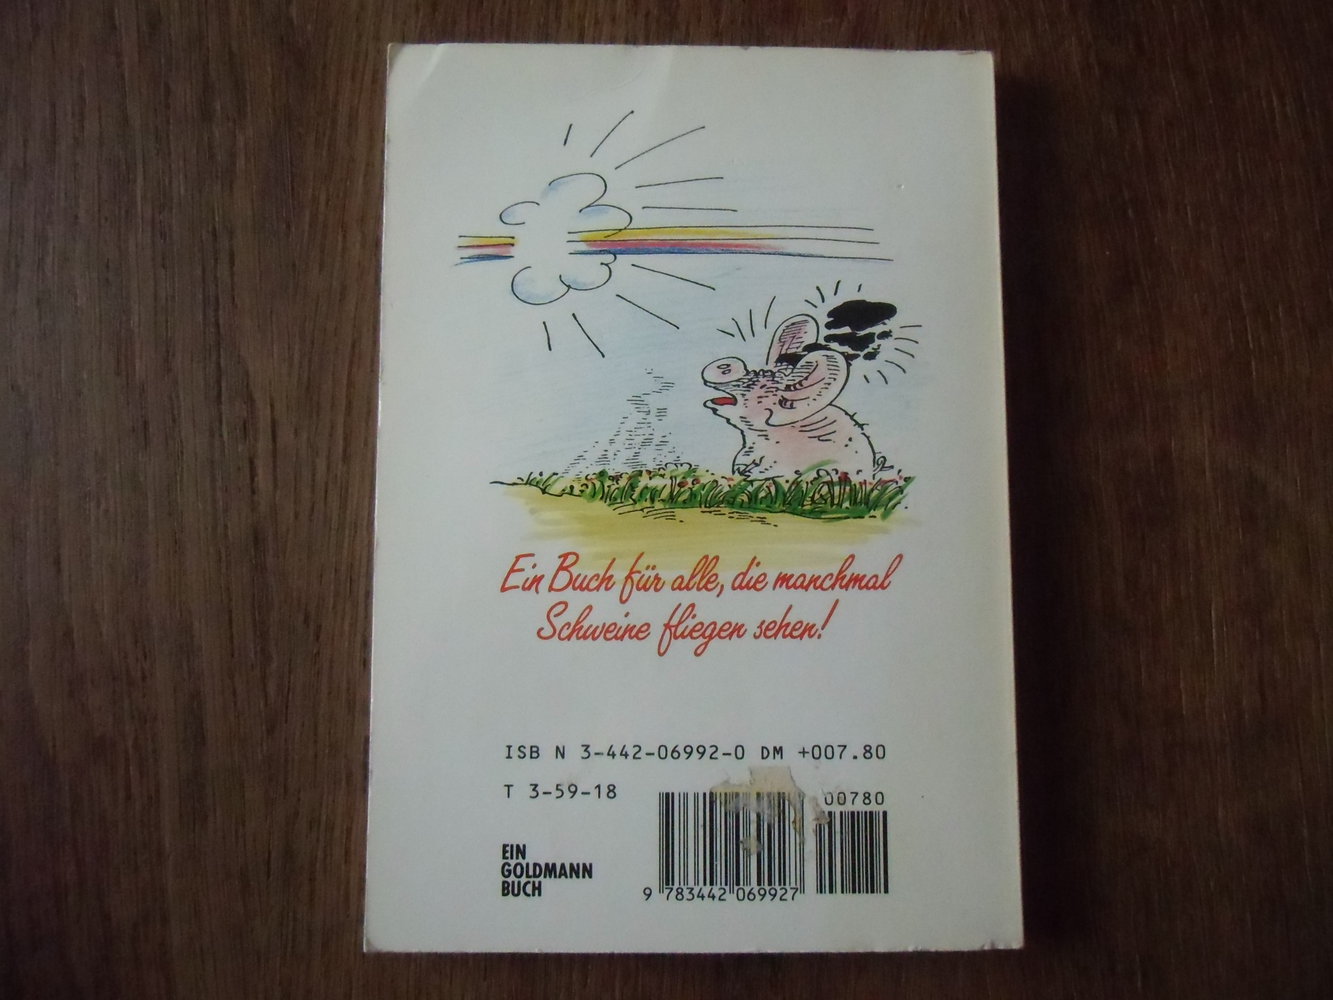 Ein Buch für alle, die manchmal
Schweine fliegen sehen!
ISB N 3-442-06992-0 DM +007.80
T 3-59-18
00780
EIN
GOLDMANN
BUCH
9 783442 069927